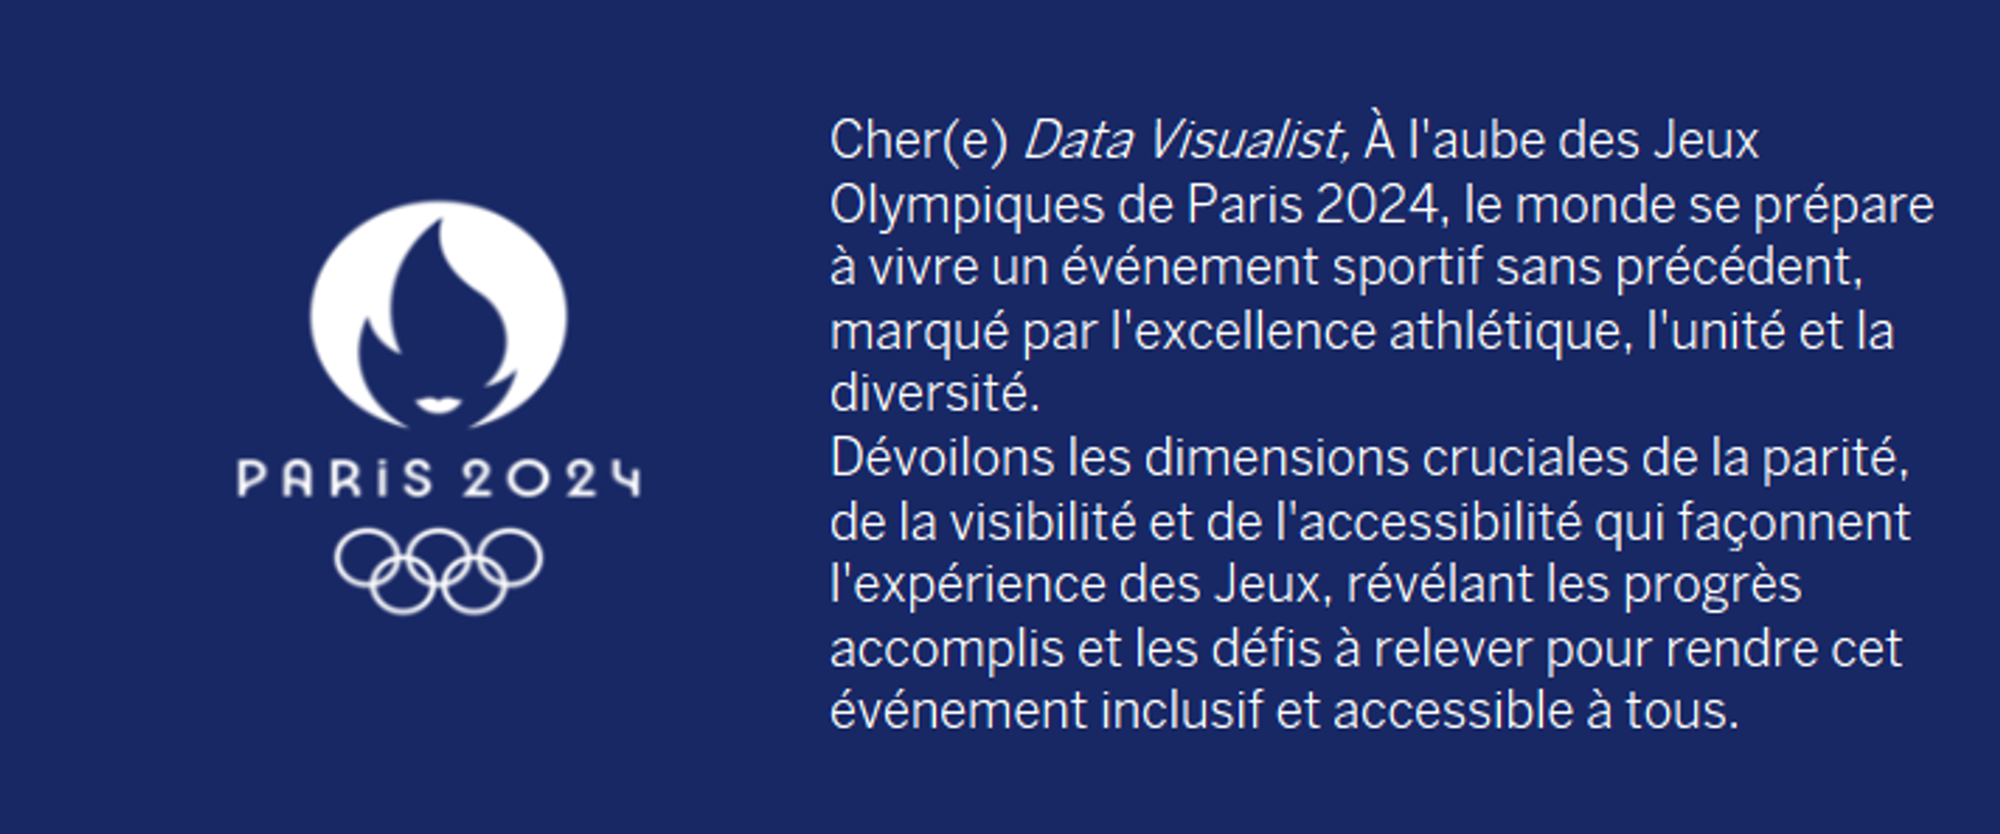 PARIS 2024
Cher(e) Data Visualist, À l'aube des Jeux
Olympiques de Paris 2024, le monde se prépare
à vivre un événement sportif sans précédent,
marqué par l'excellence athlétique, l'unité et la
diversité.
Dévoilons les dimensions cruciales de la parité,
de la visibilité et de l'accessibilité qui façonnent
l'expérience des Jeux, révélant les progrès
accomplis et les défis à relever pour rendre cet
événement inclusif et accessible à tous.